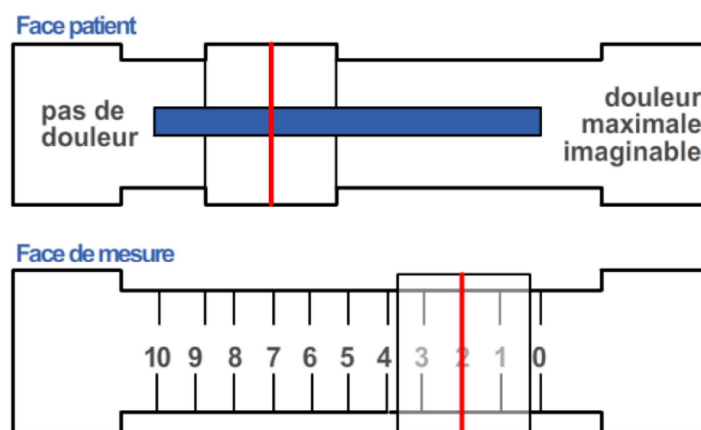 Face patient
pas de
douleur
douleur
maximale
imaginable
Face de mesure
10 9 8 7 6 5 4 3 2 1 0